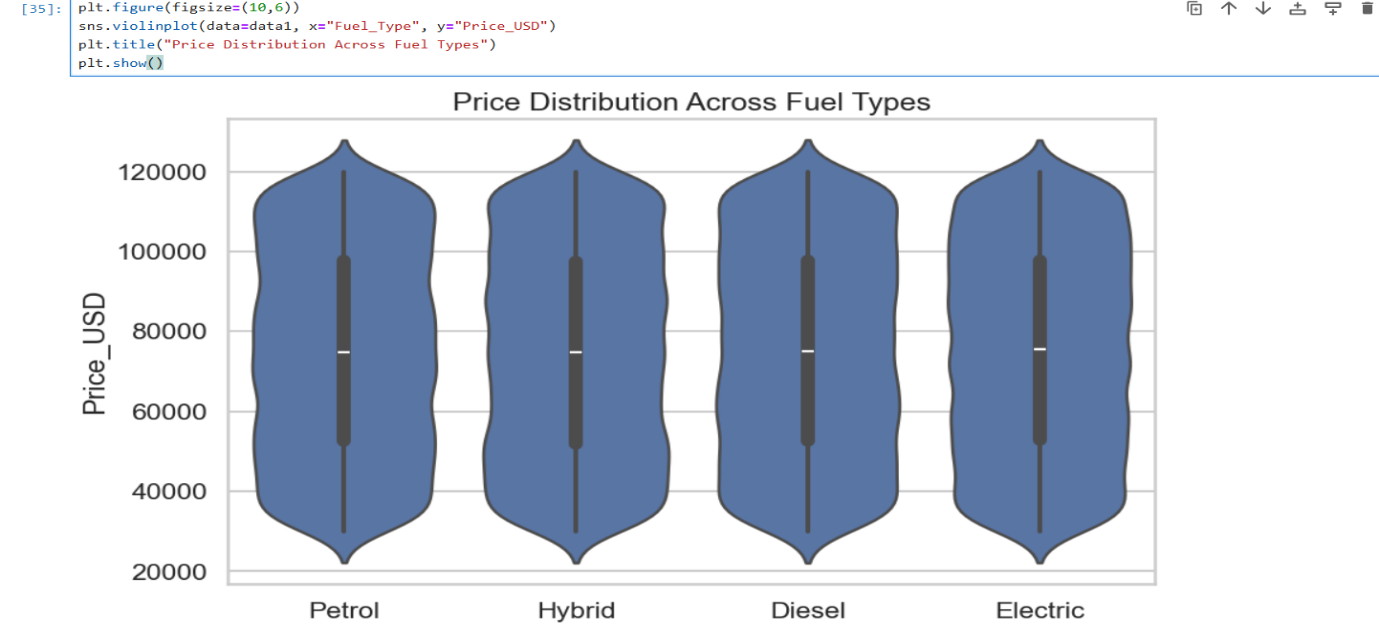 [35]: plt.figure(figsize=(10,6))
sns.violinplot(data=data1, x="Fuel_Type", y="Price_USD")
plt.title("Price Distribution Across Fuel Types")
plt.show()
Price Distribution Across Fuel Types
120000
100000
80000
60000
40000
20000
Price_USD
Petrol Hybrid Diesel Electric